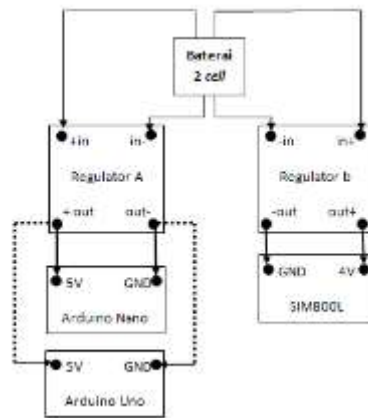 Baterai
2 cell
+in in-
-in in+
Regulator A
Regulator b
+out out-
-out out+
5V GND
GND 4V
Arduino Nano
SIM800L
5V GND
Arduino Uno